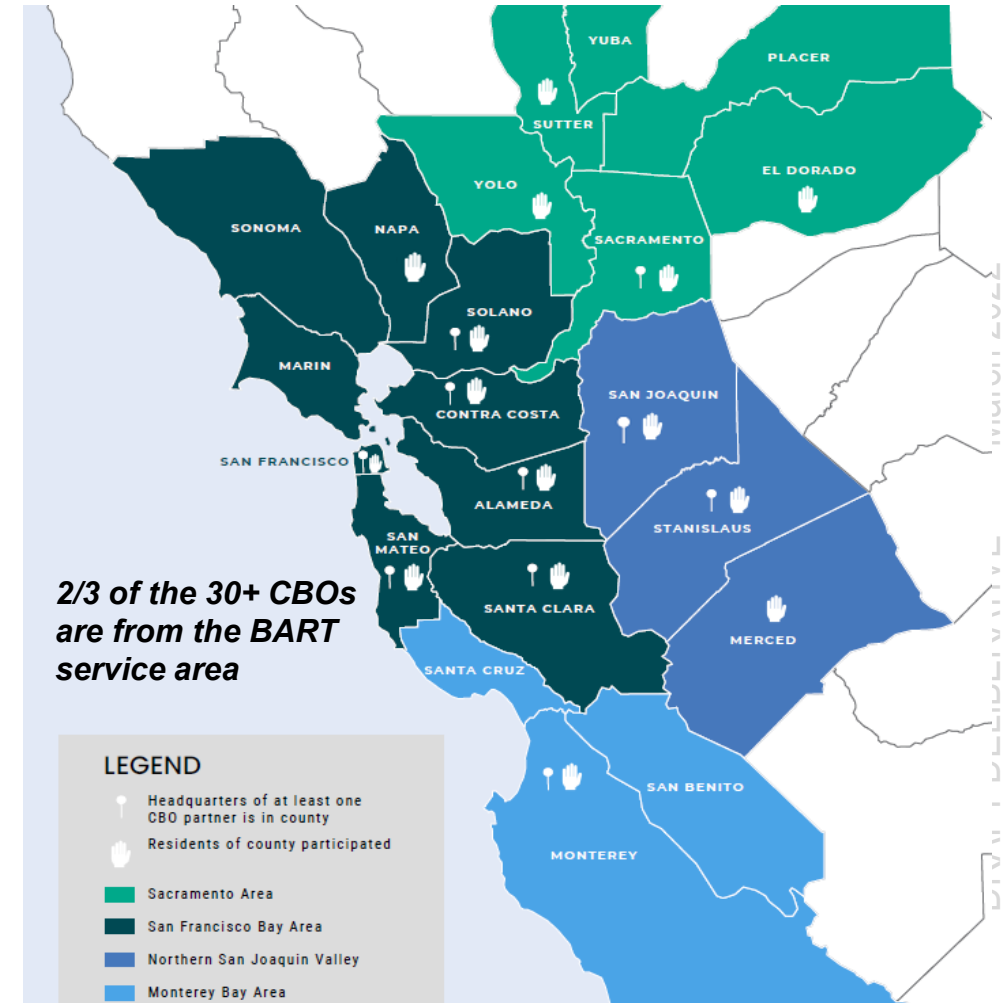 YUBA
PLACER
SUTTER
EL DORADO
YOLO
SONOMA
NAPA
SACRAMENTO
SOLANO
MARIN
SAN JOAQUIN
CONTRA COSTA
SAN FRANCISCO
ALAMEDA
STANISLAUS
SAN
MATEO
2/3 of the 30+ CBOs
are from the BART
service area
SANTA CLARA
MERCED
SANTA CRUZ
SAN BENITO
MONTEREY
LEGEND
Headquarters of at least one
CBO partner is in county
Residents of county participated
Sacramento Area
San Francisco Bay Area
Northern San Joaquin Valley
Monterey Bay Area
March 2022